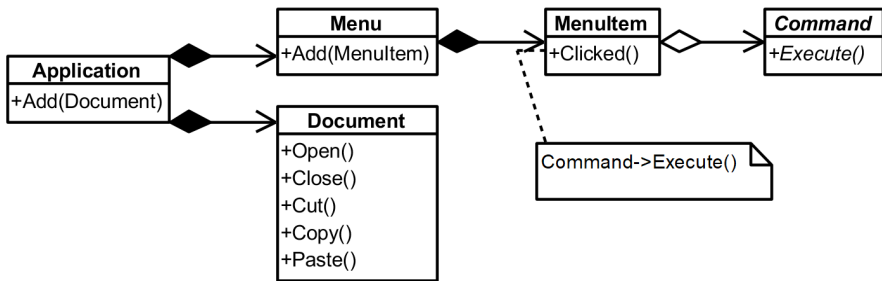 Application
+Add(Document)
Menu
+Add(MenuItem)
MenuItem
+Clicked()
Command
+Execute()
Document
+Open()
+Close()
+Cut()
+Copy()
+Paste()
Command->Execute()